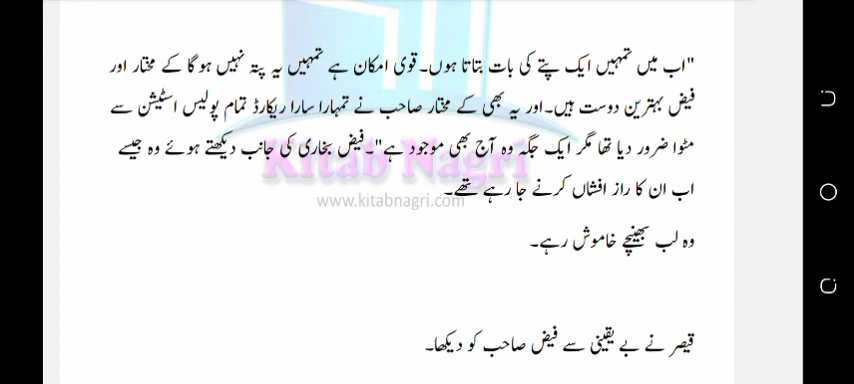 "اب میں تمہیں ایک پتے کی بات بتاتا ہوں۔ قوی امکان ہے تمہیں یہ پتہ نہیں ہو گا کے مختار اور
فیض بہترین دوست ہیں۔ اور یہ بھی کے مختار صاحب نے تمہارا سارا ریکارڈ تمام پولیس اسٹیشن سے
مٹوا ضرور دیا تھا مگر ایک جگہ وہ آج بھی موجود ہے"۔ فیض بخاری کی جانب دیکھتے ہوئے وہ جیسے
Kitab Nagri
اب ان کا راز افشاں کرنے جا رہے تھے۔
www.kitabnagri.com
وہ لب بھینچے خاموش رہے۔
قیصر نے بے یقینی سے فیض صاحب کو دیکھا۔